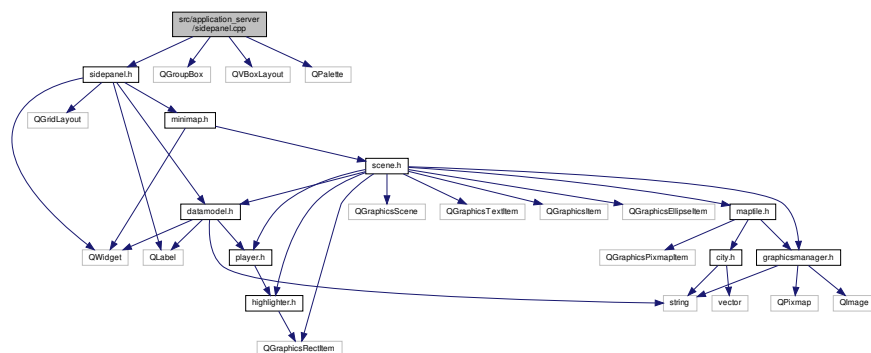 src/application_server
/sidepanel.cpp
sidepanel.h
QGroupBox
QVBoxLayout
QPalette
QGridLayout
minimap.h
scene.h
datamodel.h
QGraphicsScene
QGraphicsTextItem
QGraphicsItem
QGraphicsEllipseItem
maptile.h
QWidget
QLabel
player.h
QGraphicsPixmapItem
city.h
graphicsmanager.h
highlighter.h
string
vector
QPixmap
QImage
QGraphicsRectItem